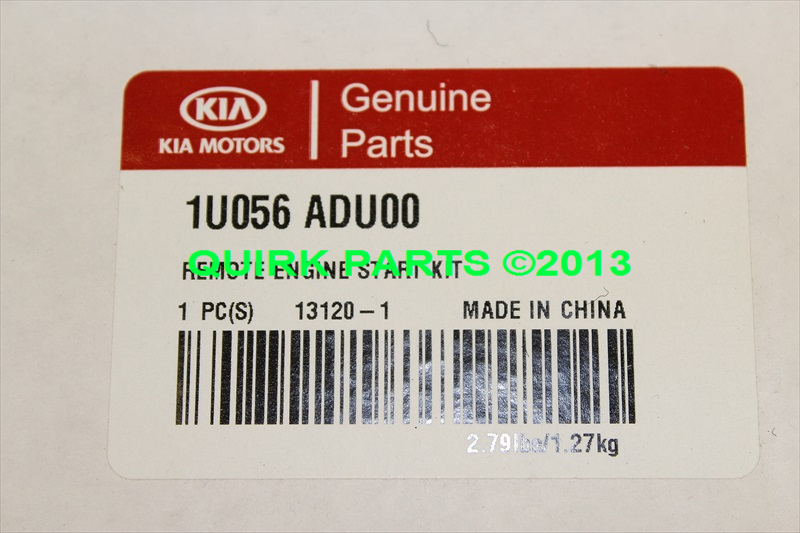 KIA
KIA MOTORS
Genuine
Parts
1U056 ADU00
QUIRK PARTS ©2013
REMOTE ENGINE START KIT
1 PC(S) 13120-1 MADE IN CHINA
2.79lbs/1.27kg